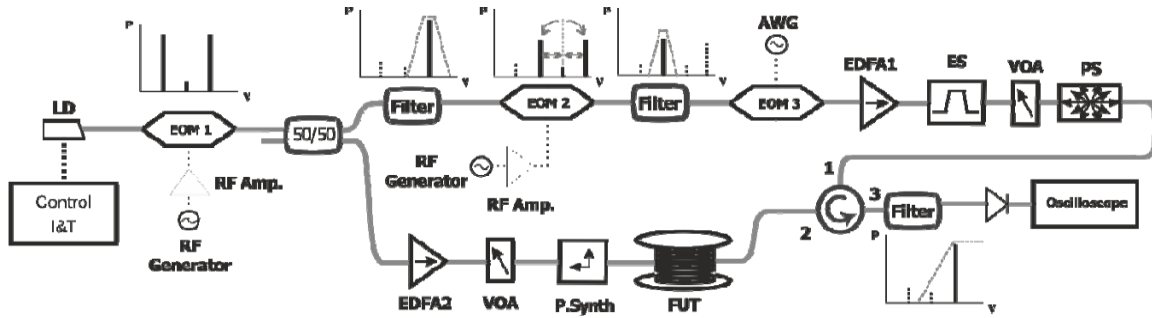 P
P
P
AWG
EDFA1
ES
VOA
PS
LD
ν
ν
ν
EOM 1
50/50
Filter
EOM 2
Filter
EOM 3
Control
I&T
RF Amp.
RF
Generator
RF
Generator
RF Amp.
1
2
3
Filter
Oscilloscope
P
ν
EDFA2
VOA
P.Synth
FUT